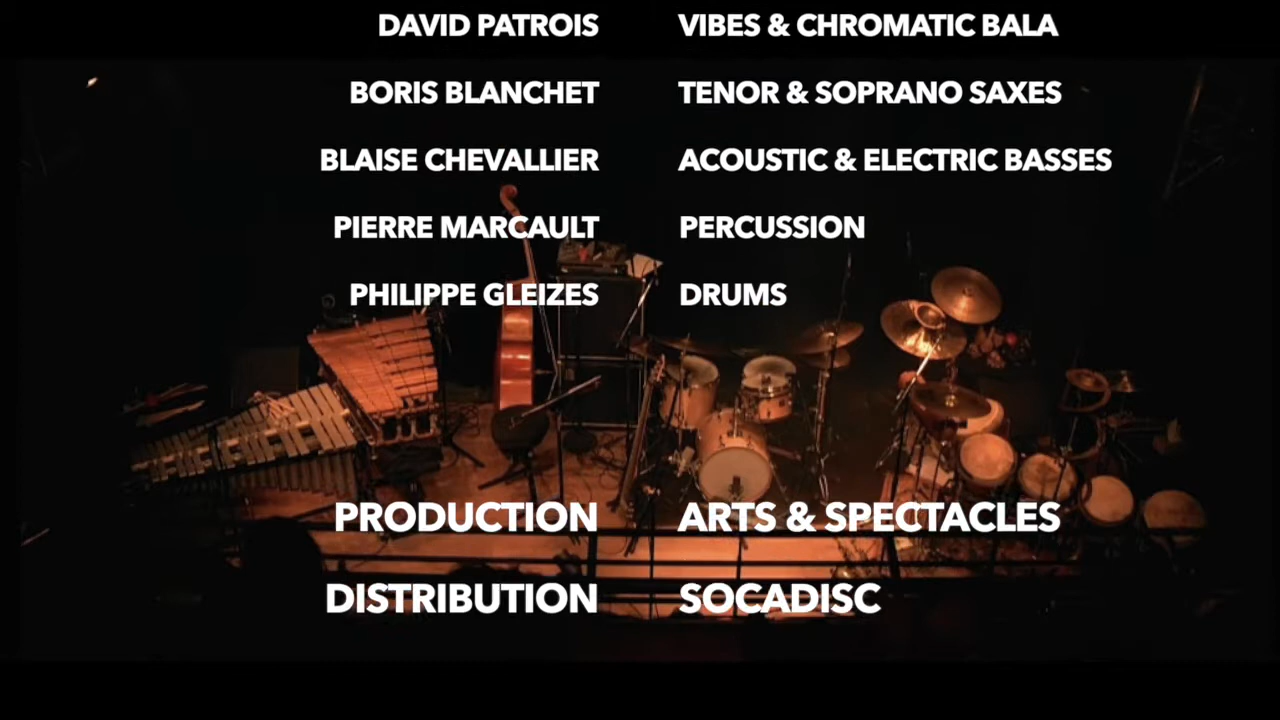 DAVID PATROIS VIBES & CHROMATIC BALA
BORIS BLANCHET TENOR & SOPRANO SAXES
BLAISE CHEVALLIER ACOUSTIC & ELECTRIC BASSES
PIERRE MARCAULT PERCUSSION
PHILIPPE GLEIZES DRUMS
PRODUCTION ARTS & SPECTACLES
DISTRIBUTION SOCADISC